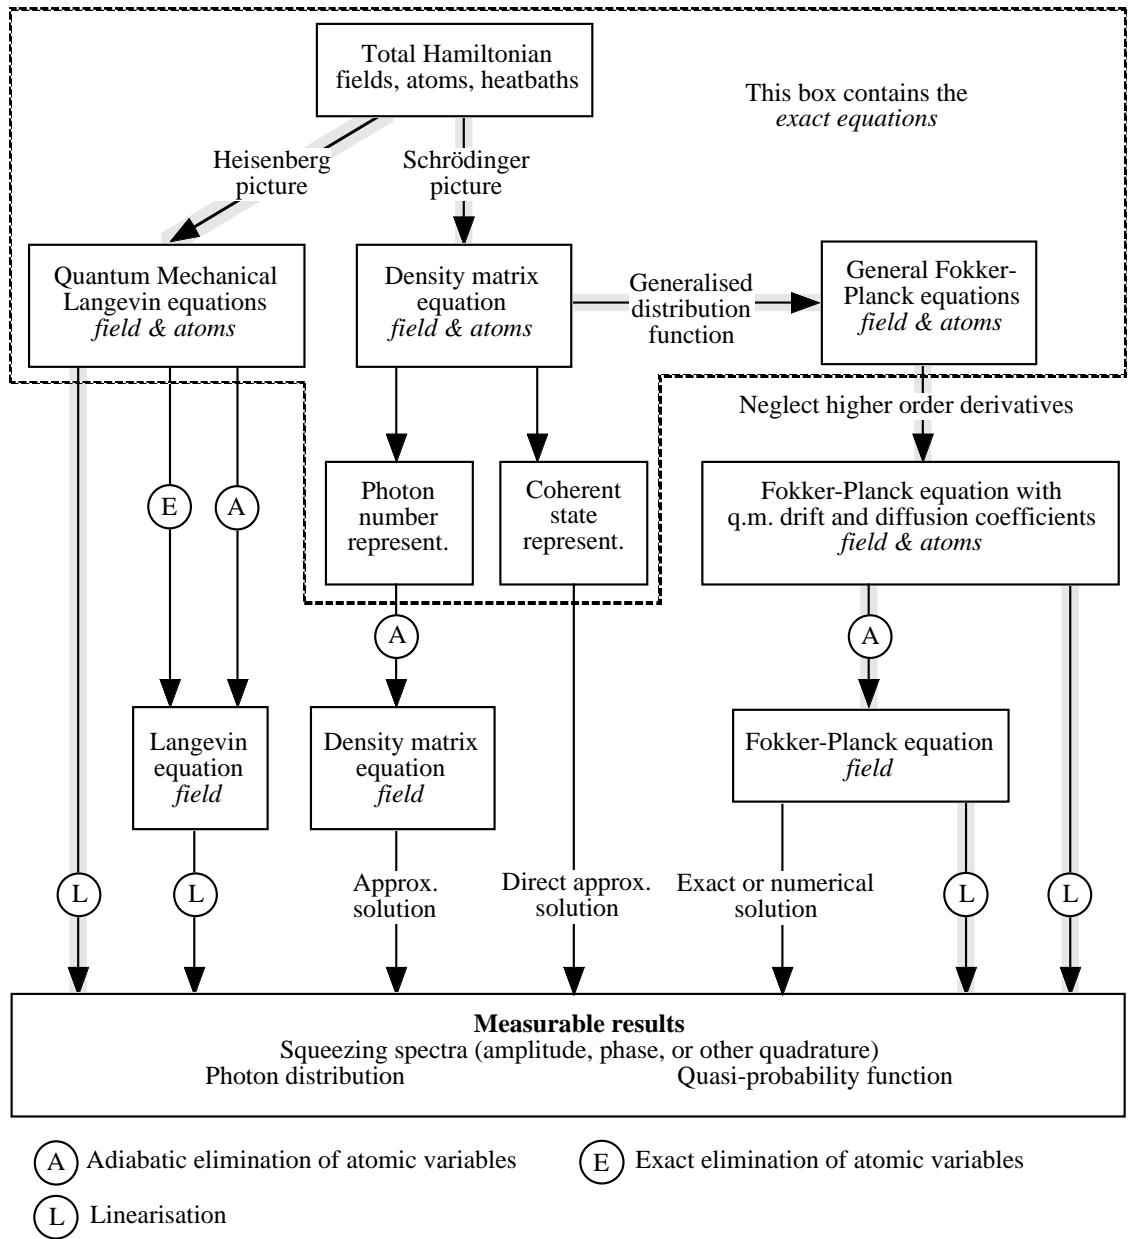 Total Hamiltonian
fields, atoms, heatbaths
This box contains the
exact equations
Heisenberg
picture
Schrödinger
picture
Quantum Mechanical
Langevin equations
field & atoms
Density matrix
equation
field & atoms
Generalised
distribution
function
General Fokker-
Planck equations
field & atoms
Neglect higher order derivatives
E
A
Photon
number
represent.
Coherent
state
represent.
Fokker-Planck equation with
q.m. drift and diffusion coefficients
field & atoms
A
A
Langevin
equation
field
Density matrix
equation
field
Fokker-Planck equation
field
L
L
Approx.
solution
Direct approx.
solution
Exact or numerical
solution
L
L
Measurable results
Squeezing spectra (amplitude, phase, or other quadrature)
Photon distribution
Quasi-probability function
A Adiabatic elimination of atomic variables
E Exact elimination of atomic variables
L Linearisation